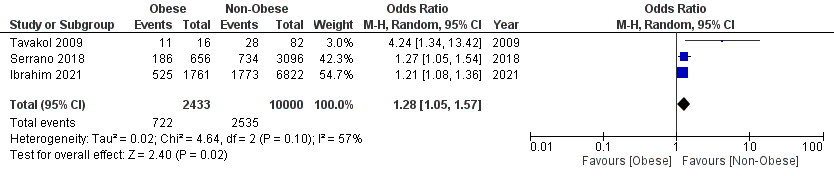 Obese Non-Obese Odds Ratio Odds Ratio
Study or Subgroup Events Total Events Total Weight M-H, Random, 95% CI Year M-H, Random, 95% CI
Tavakol 2009 11 16 28 82 3.0% 4.24 [1.34, 13.42] 2009
Serrano 2018 186 656 734 3096 42.3% 1.27 [1.05, 1.54] 2018
Ibrahim 2021 525 1761 1773 6822 54.7% 1.21 [1.08, 1.36] 2021
Total (95% CI) 2433 10000 100.0% 1.28 [1.05, 1.57]
Total events 722 2535
Heterogeneity: Tau² = 0.02; Chi² = 4.64, df = 2 (P = 0.10); I² = 57%
Test for overall effect: Z = 2.40 (P = 0.02)
0.01 0.1 1 10 100
Favours [Obese] Favours [Non-Obese]